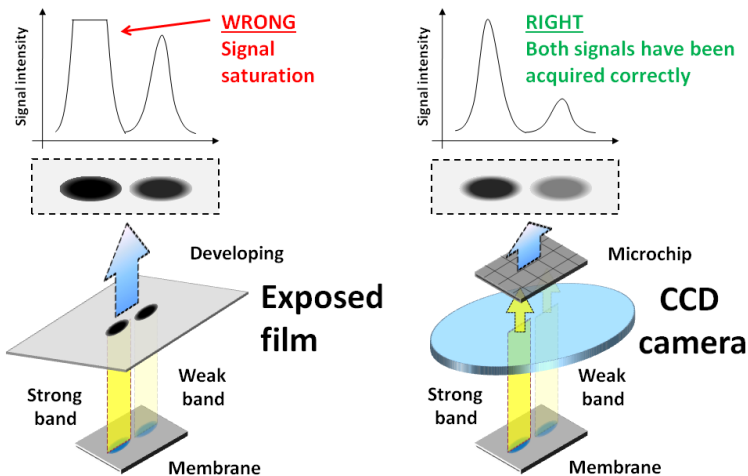 Signal intensity
WRONG
Signal
saturation
Developing
Exposed
film
Strong
band
Weak
band
Membrane
Signal intensity
RIGHT
Both signals have been
acquired correctly
Microchip
CCD
camera
Strong
band
Weak
band
Membrane